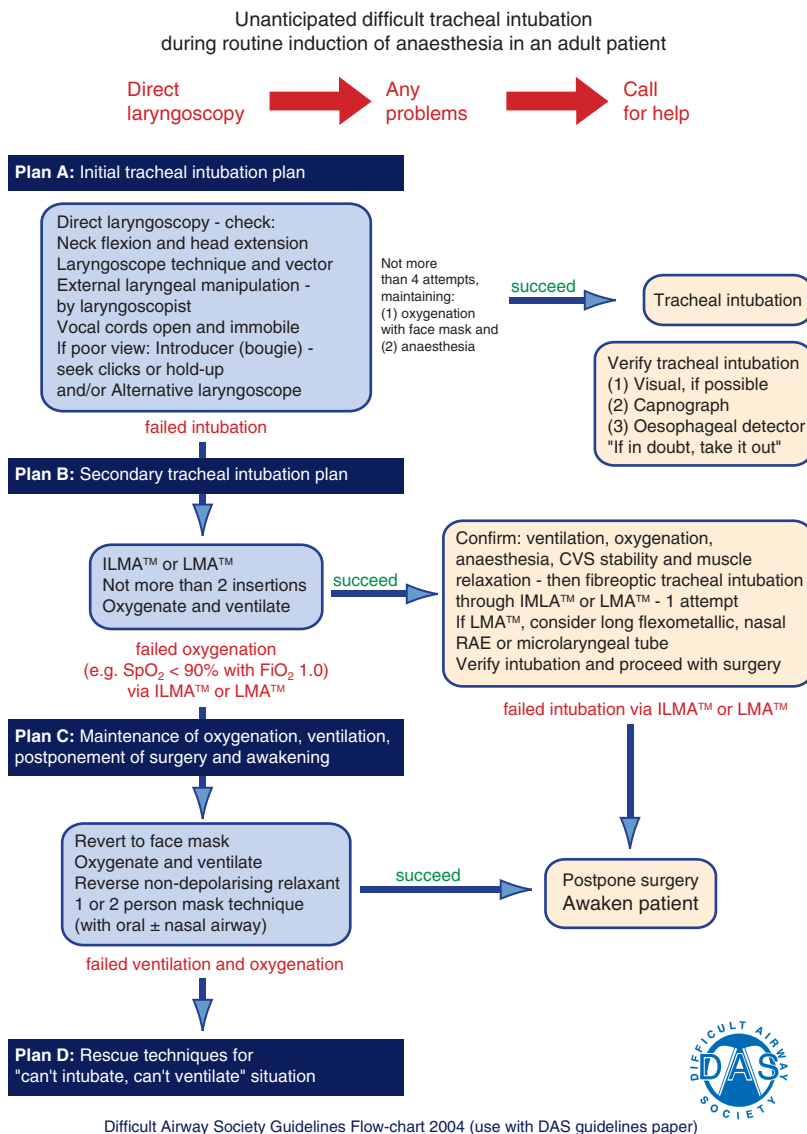 Unanticipated difficult tracheal intubation
during routine induction of anaesthesia in an adult patient
Direct
laryngoscopy
Any
problems
Call
for help
Plan A: Initial tracheal intubation plan
Direct laryngoscopy - check:
Neck flexion and head extension
Laryngoscope technique and vector
External laryngeal manipulation -
by laryngoscopist
Vocal cords open and immobile
If poor view: Introducer (bougie) -
seek clicks or hold-up
and/or Alternative laryngoscope
Not more
than 4 attempts,
maintaining:
(1) oxygenation
with face mask and
(2) anaesthesia
succeed
Tracheal intubation
Verify tracheal intubation
(1) Visual, if possible
(2) Capnograph
(3) Oesophageal detector
"If in doubt, take it out"
failed intubation
Plan B: Secondary tracheal intubation plan
ILMA™ or LMA™
Not more than 2 insertions
Oxygenate and ventilate
succeed
Confirm: ventilation, oxygenation,
anaesthesia, CVS stability and muscle
relaxation - then fibreoptic tracheal intubation
through IMLA™ or LMA™ - 1 attempt
If LMA™, consider long flexometallic, nasal
RAE or microlaryngeal tube
Verify intubation and proceed with surgery
failed oxygenation
(e.g. SpO₂ < 90% with FiO₂ 1.0)
via ILMA™ or LMA™
failed intubation via ILMA™ or LMA™
Plan C: Maintenance of oxygenation, ventilation,
postponement of surgery and awakening
Revert to face mask
Oxygenate and ventilate
Reverse non-depolarising relaxant
1 or 2 person mask technique
(with oral ± nasal airway)
succeed
Postpone surgery
Awaken patient
failed ventilation and oxygenation
Plan D: Rescue techniques for
"can't intubate, can't ventilate" situation
DIFFICULT AIRWAY
DAS
SOCIETY
Difficult Airway Society Guidelines Flow-chart 2004 (use with DAS guidelines paper)